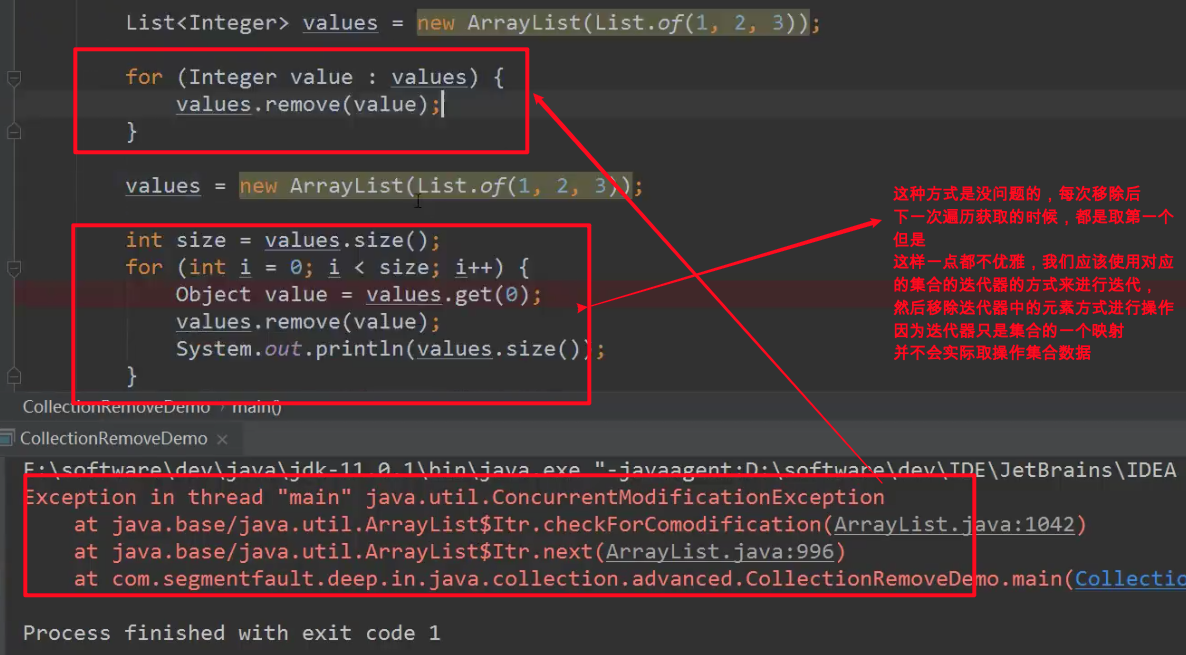 List<Integer> values = new ArrayList(List.of(1, 2, 3));
for (Integer value : values) {
values.remove(value);
}
values = new ArrayList(List.of(1, 2, 3));
int size = values.size();
for (int i = 0; i < size; i++) {
Object value = values.get(0);
values.remove(value);
System.out.println(values.size());
}
这种方式是没问题的，每次移除后
下一次遍历获取的时候，都是取第一个
但是
这样一点都不优雅，我们应该使用对应
的集合的迭代器的方式来进行迭代，
然后移除迭代器中的元素方式进行操作
因为迭代器只是集合的一个映射
并不会实际取操作集合数据
CollectionRemoveDemo › main()
CollectionRemoveDemo ×
E:\software\dev\java\jdk-11.0.1\bin\java.exe "-javaagent:D:\software\dev\IDE\JetBrains\IDEA
Exception in thread "main" java.util.ConcurrentModificationException
at java.base/java.util.ArrayList$Itr.checkForComodification(ArrayList.java:1042)
at java.base/java.util.ArrayList$Itr.next(ArrayList.java:996)
at com.segmentfault.deep.in.java.collection.advanced.CollectionRemoveDemo.main(Collectio
Process finished with exit code 1